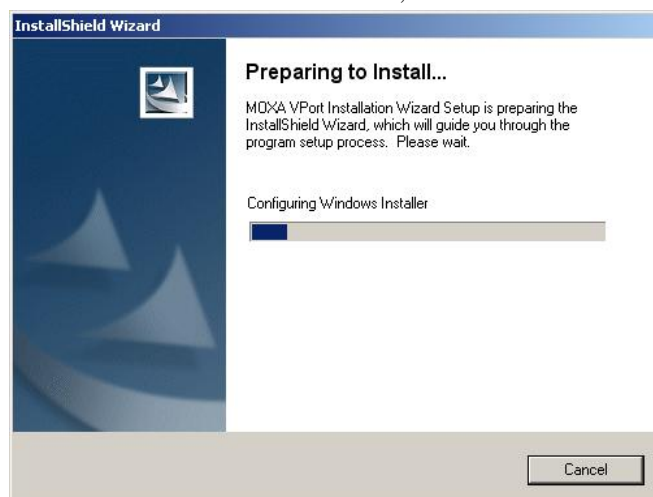 InstallShield Wizard
Preparing to Install...
MOXA VPort Installation Wizard Setup is preparing the
InstallShield Wizard, which will guide you through the
program setup process.  Please wait.
Configuring Windows Installer
Cancel